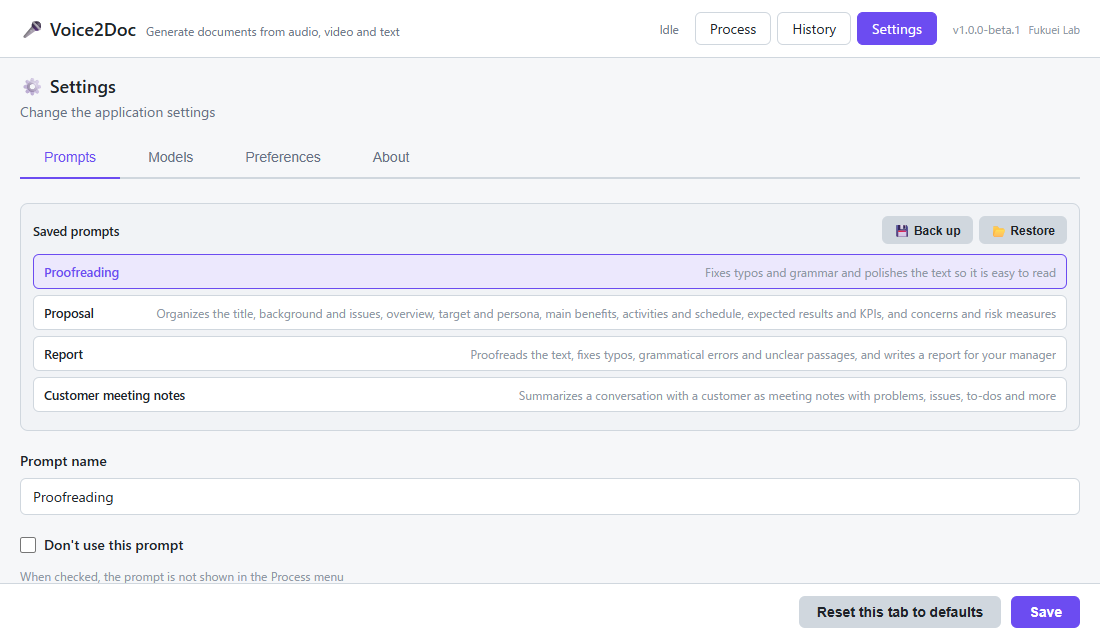 Voice2Doc Generate documents from audio, video and text Idle Process History Settings v1.0.0-beta.1 Fukuei Lab
Settings
Change the application settings
Prompts Models Preferences About
Saved prompts Back up Restore
Proofreading Fixes typos and grammar and polishes the text so it is easy to read
Proposal Organizes the title, background and issues, overview, target and persona, main benefits, activities and schedule, expected results and KPIs, and concerns and risk measures
Report Proofreads the text, fixes typos, grammatical errors and unclear passages, and writes a report for your manager
Customer meeting notes Summarizes a conversation with a customer as meeting notes with problems, issues, to-dos and more
Prompt name
Proofreading
Don't use this prompt
When checked, the prompt is not shown in the Process menu
Reset this tab to defaults Save